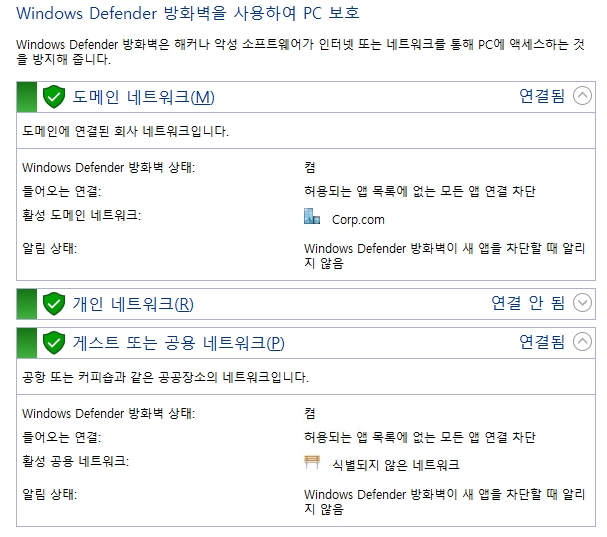 Windows Defender 방화벽을 사용하여 PC 보호
Windows Defender 방화벽은 해커나 악성 소프트웨어가 인터넷 또는 네트워크를 통해 PC에 액세스하는 것
을 방지해 줍니다.
도메인 네트워크(M) 연결됨
도메인에 연결된 회사 네트워크입니다.
Windows Defender 방화벽 상태: 켬
들어오는 연결: 허용되는 앱 목록에 없는 모든 앱 연결 차단
활성 도메인 네트워크: Corp.com
알림 상태: Windows Defender 방화벽이 새 앱을 차단할 때 알리
지 않음
개인 네트워크(R) 연결 안 됨
게스트 또는 공용 네트워크(P) 연결됨
공항 또는 커피숍과 같은 공공장소의 네트워크입니다.
Windows Defender 방화벽 상태: 켬
들어오는 연결: 허용되는 앱 목록에 없는 모든 앱 연결 차단
활성 공용 네트워크: 식별되지 않은 네트워크
알림 상태: Windows Defender 방화벽이 새 앱을 차단할 때 알리
지 않음